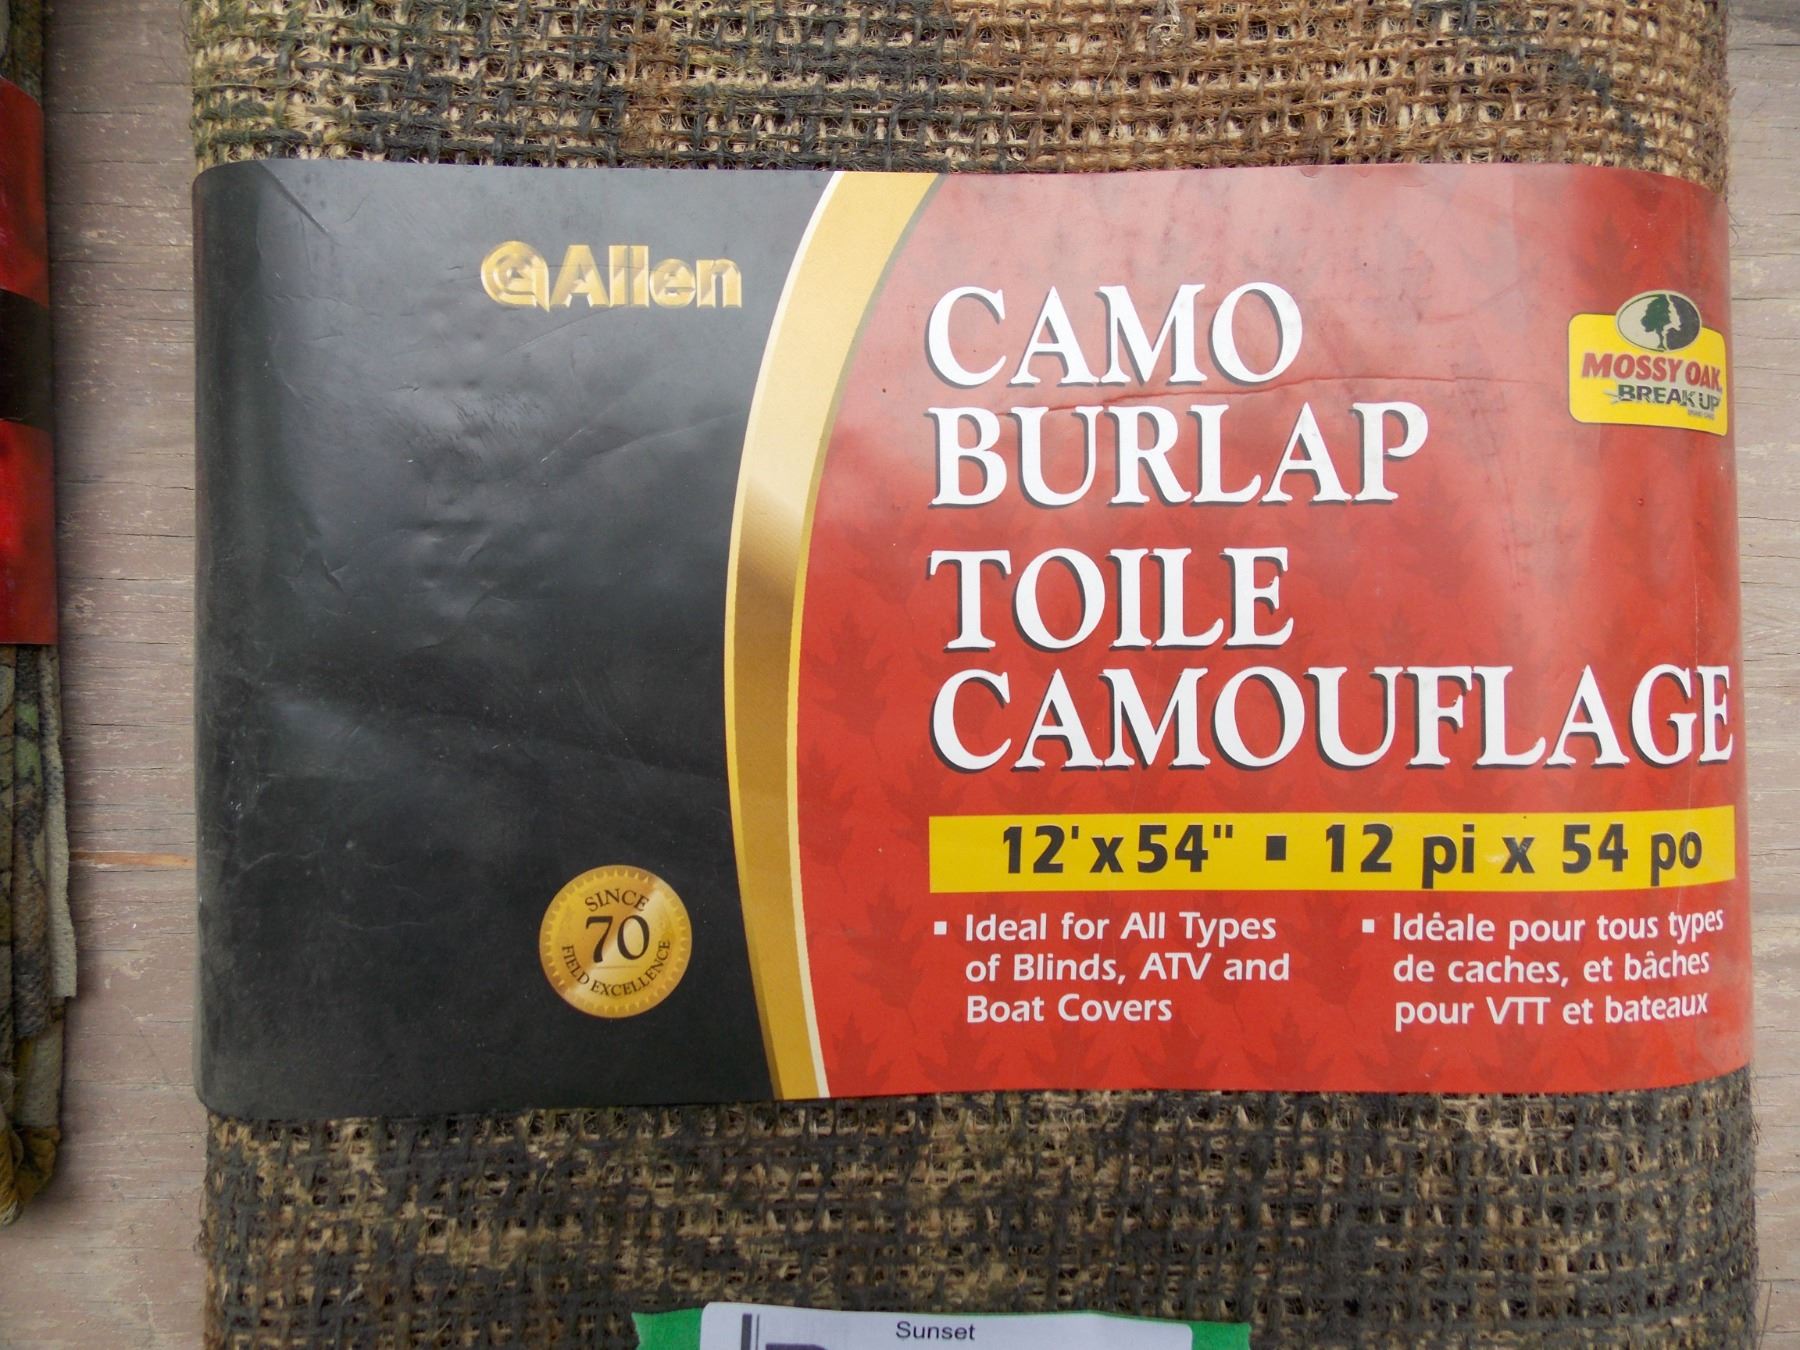 Allen
CAMO
BURLAP
TOILE
CAMOUFLAGE
MOSSY OAK
BREAK UP
12'x54" ▪ 12 pi x 54 po
▪ Ideal for All Types
of Blinds, ATV and
Boat Covers
▪ Idéale pour tous types
de caches, et bâches
pour VTT et bateaux
SINCE
70
FIELD EXCELLENCE
Sunset